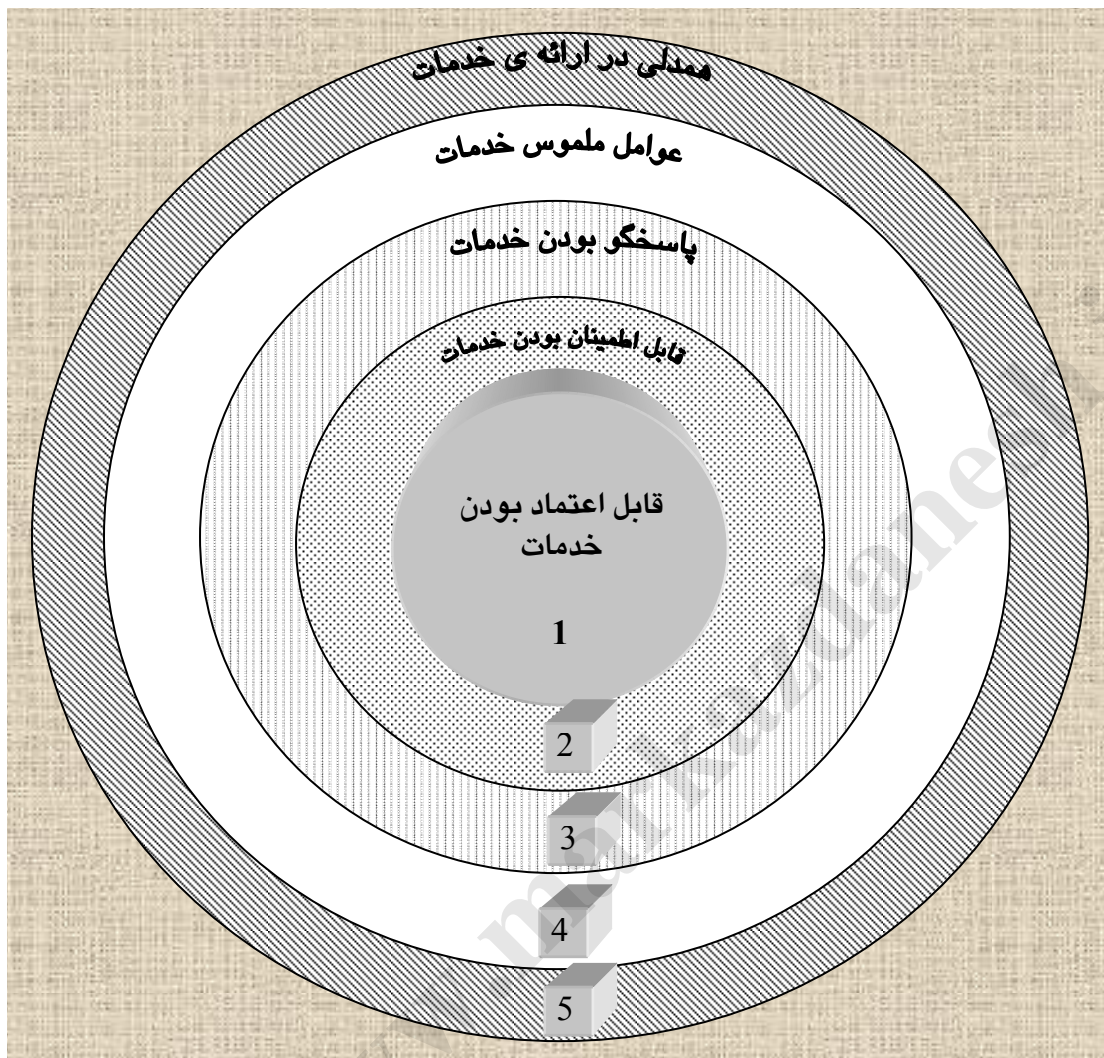 همدلی در ارائه ی خدمات
عوامل ملموس خدمات
پاسخگو بودن خدمات
قابل اطمینان بودن خدمات
قابل اعتماد بودن
خدمات
1
2
3
4
5